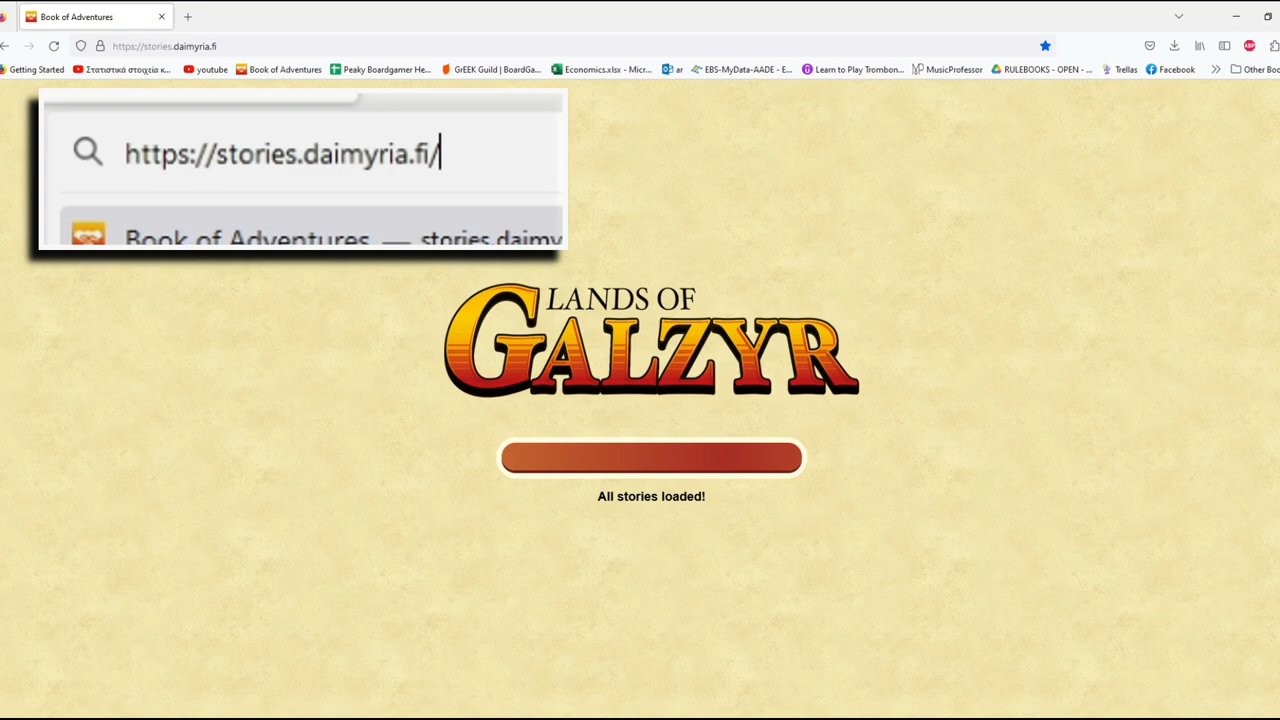 Book of Adventures
https://stories.daimyria.fi
Getting Started
Στατιστικά στοιχεία κ...
youtube
Book of Adventures
Peaky Boardgamer He...
GrEEK Guild | BoardGa...
Economics.xlsx - Micr...
ar
EBS-MyData-AADE - E...
Learn to Play Trombon...
MusicProfessor
RULEBOOKS - OPEN - ...
Trellas
Facebook
Other Boo
https://stories.daimyria.fi/
Book of Adventures — stories.daimy
LANDS OF
GALZYR
All stories loaded!